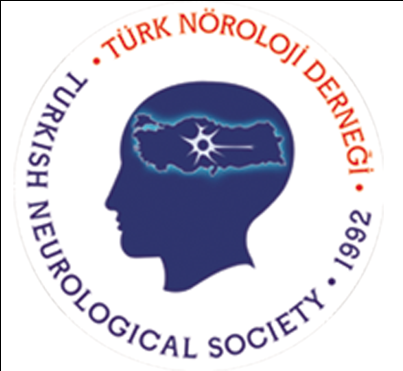 • TÜRK NÖROLOJİ DERNEĞİ •
TURKISH NEUROLOGICAL SOCIETY • 1992